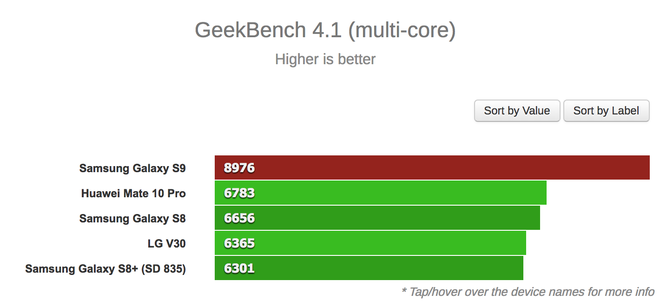 GeekBench 4.1 (multi-core)
Higher is better
Sort by Value Sort by Label
Samsung Galaxy S9 8976
Huawei Mate 10 Pro 6783
Samsung Galaxy S8 6656
LG V30 6365
Samsung Galaxy S8+ (SD 835) 6301
* Tap/hover over the device names for more info